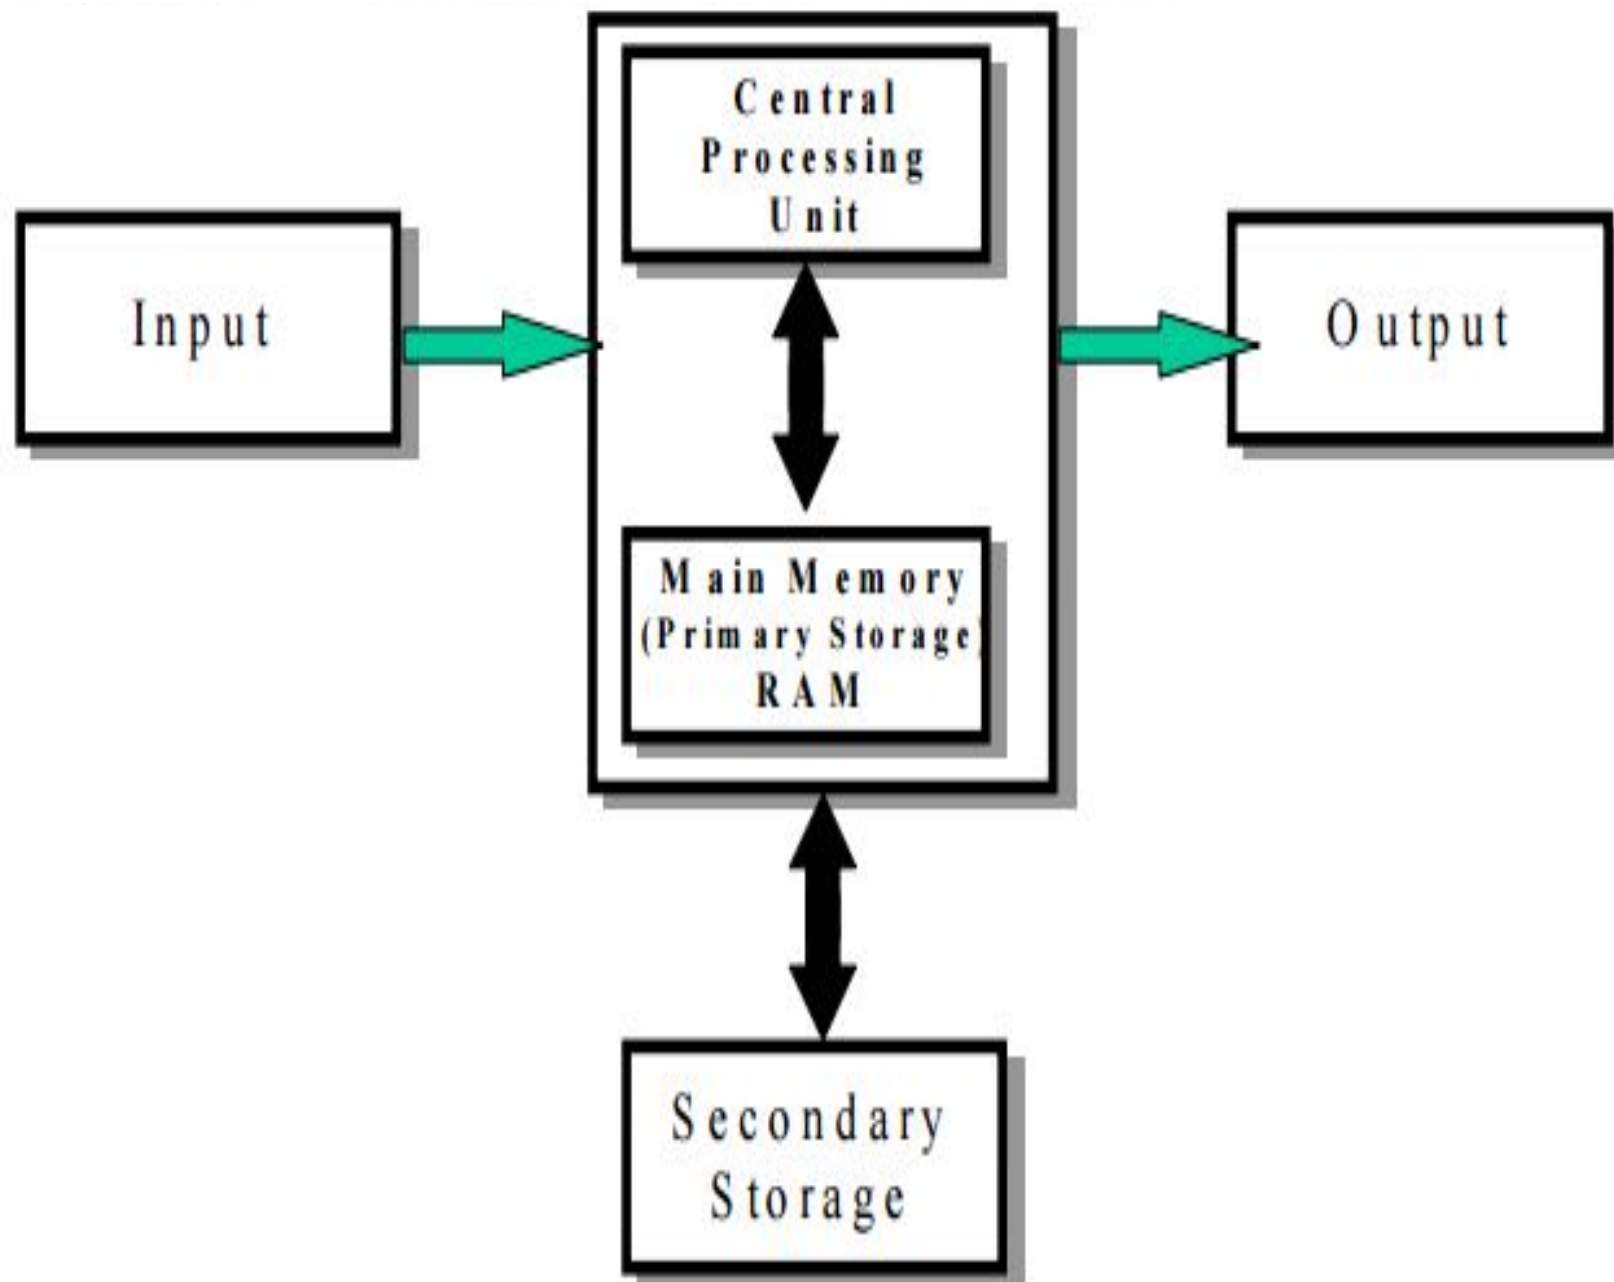 Central
Processing
Unit
Input
Output
Main Memory
(Primary Storage)
RAM
Secondary
Storage